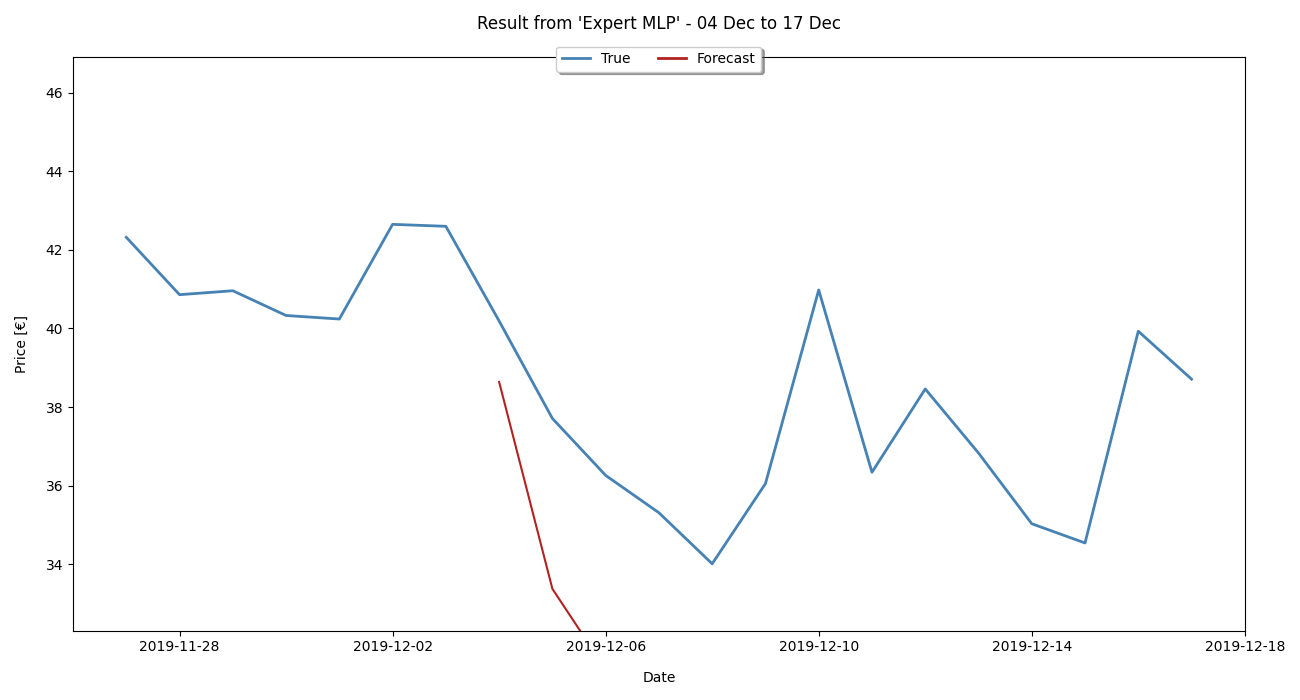 Result from 'Expert MLP' - 04 Dec to 17 Dec
True Forecast
46
44
42
40
38
36
34
Price [€]
2019-11-28 2019-12-02 2019-12-06 2019-12-10 2019-12-14 2019-12-18
Date